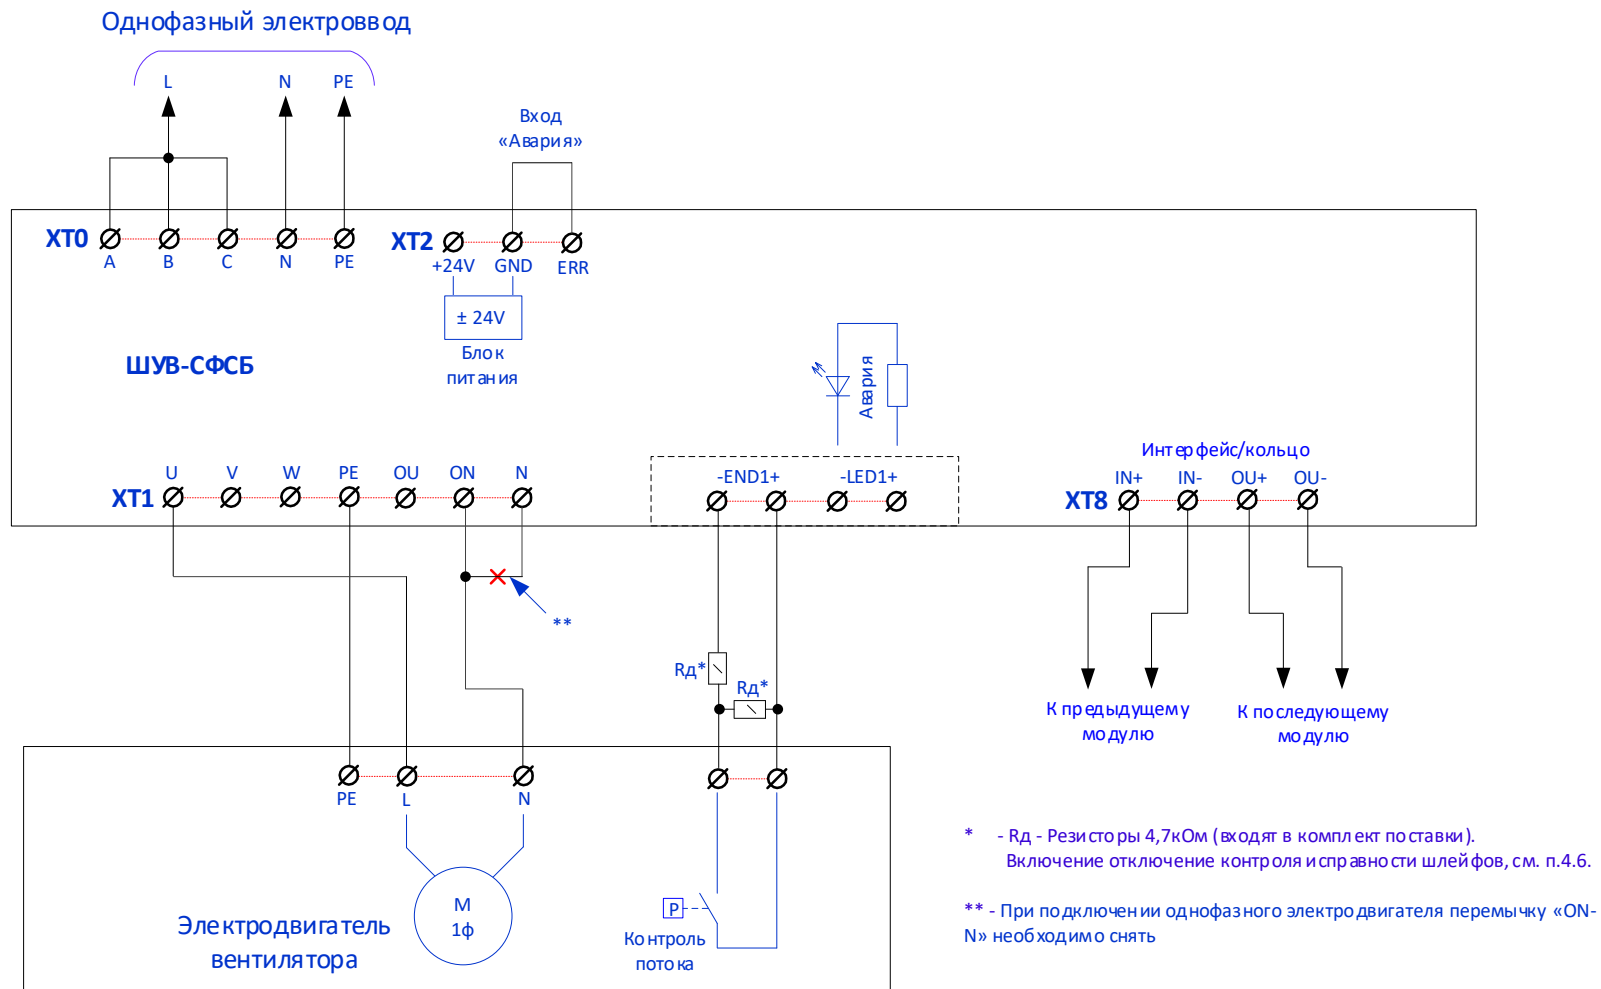 Однофазный электроввод
L N PE
Вход
«Авария»
XT0
A B C N PE
XT2
+24V GND ERR
± 24V
Блок
питания
ШУВ-СФСБ
Авария
U V W PE OU ON N
XT1
-END1+ -LED1+
Интерфейс/кольцо
IN+ IN- OU+ OU-
XT8
**
Rд*
Rд*
К предыдущему
модулю
К последующему
модулю
PE L N
M
1ф
Электродвигатель
вентилятора
P
Контроль
потока
* - Rд - Резисторы 4,7кОм (входят в комплект поставки).
Включение отключение контроля исправности шлейфов, см. п.4.6.
** - При подключении однофазного электродвигателя перемычку «ON-
N» необходимо снять